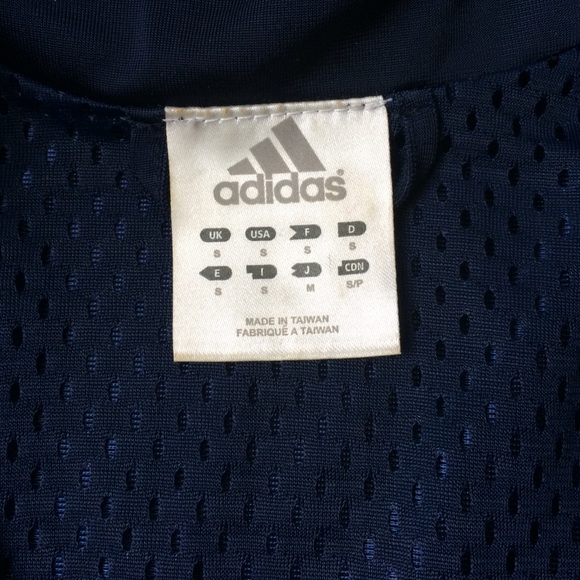 adidas®
UK USA F D
S S S S
E I J CDN
S S M S/P
MADE IN TAIWAN
FABRIQUÉ A TAIWAN